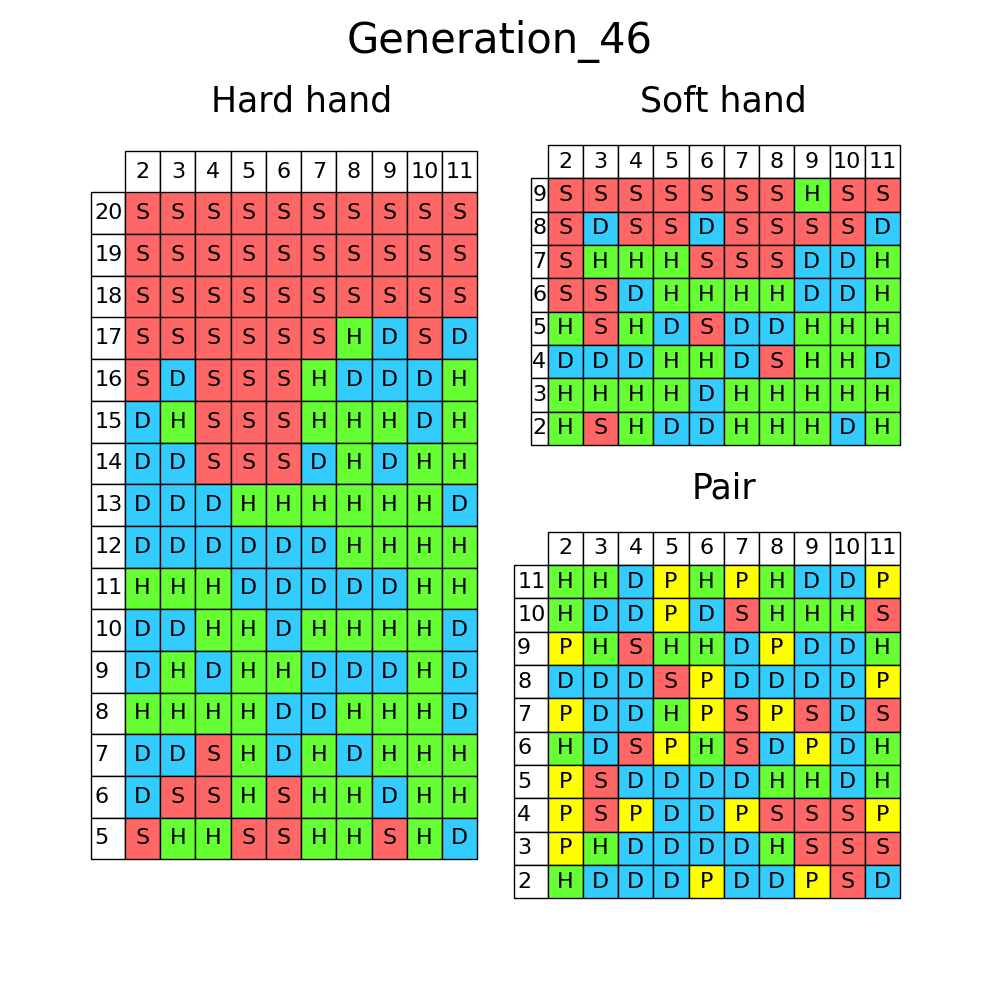 Generation_46
Hard hand
2 3 4 5 6 7 8 9 10 11
20 S S S S S S S S S S
19 S S S S S S S S S S
18 S S S S S S S S S S
17 S S S S S S H D S D
16 S D S S S H D D D H
15 D H S S S H H H D H
14 D D S S S D H D H H
13 D D D H H H H H H D
12 D D D D D D H H H H
11 H H H D D D D D H H
10 D D H H D H H H H D
9 D H D H H D D D H D
8 H H H H D D H H H D
7 D D S H D H D H H H
6 D S S H S H H D H H
5 S H H S S H H S H D
Soft hand
2 3 4 5 6 7 8 9 10 11
9 S S S S S S S H S S
8 S D S S D S S S S D
7 S H H H S S S D D H
6 S S D H H H H D D H
5 H S H D S D D H H H
4 D D D H H D S H H D
3 H H H H D H H H H H
2 H S H D D H H H D H
Pair
2 3 4 5 6 7 8 9 10 11
11 H H D P H P H D D P
10 H D D P D S H H H S
9 P H S H H D P D D H
8 D D D S P D D D D P
7 P D D H P S P S D S
6 H D S P H S D P D H
5 P S D D D D H H D H
4 P S P D D P S S S P
3 P H D D D D H S S S
2 H D D D P D D P S D